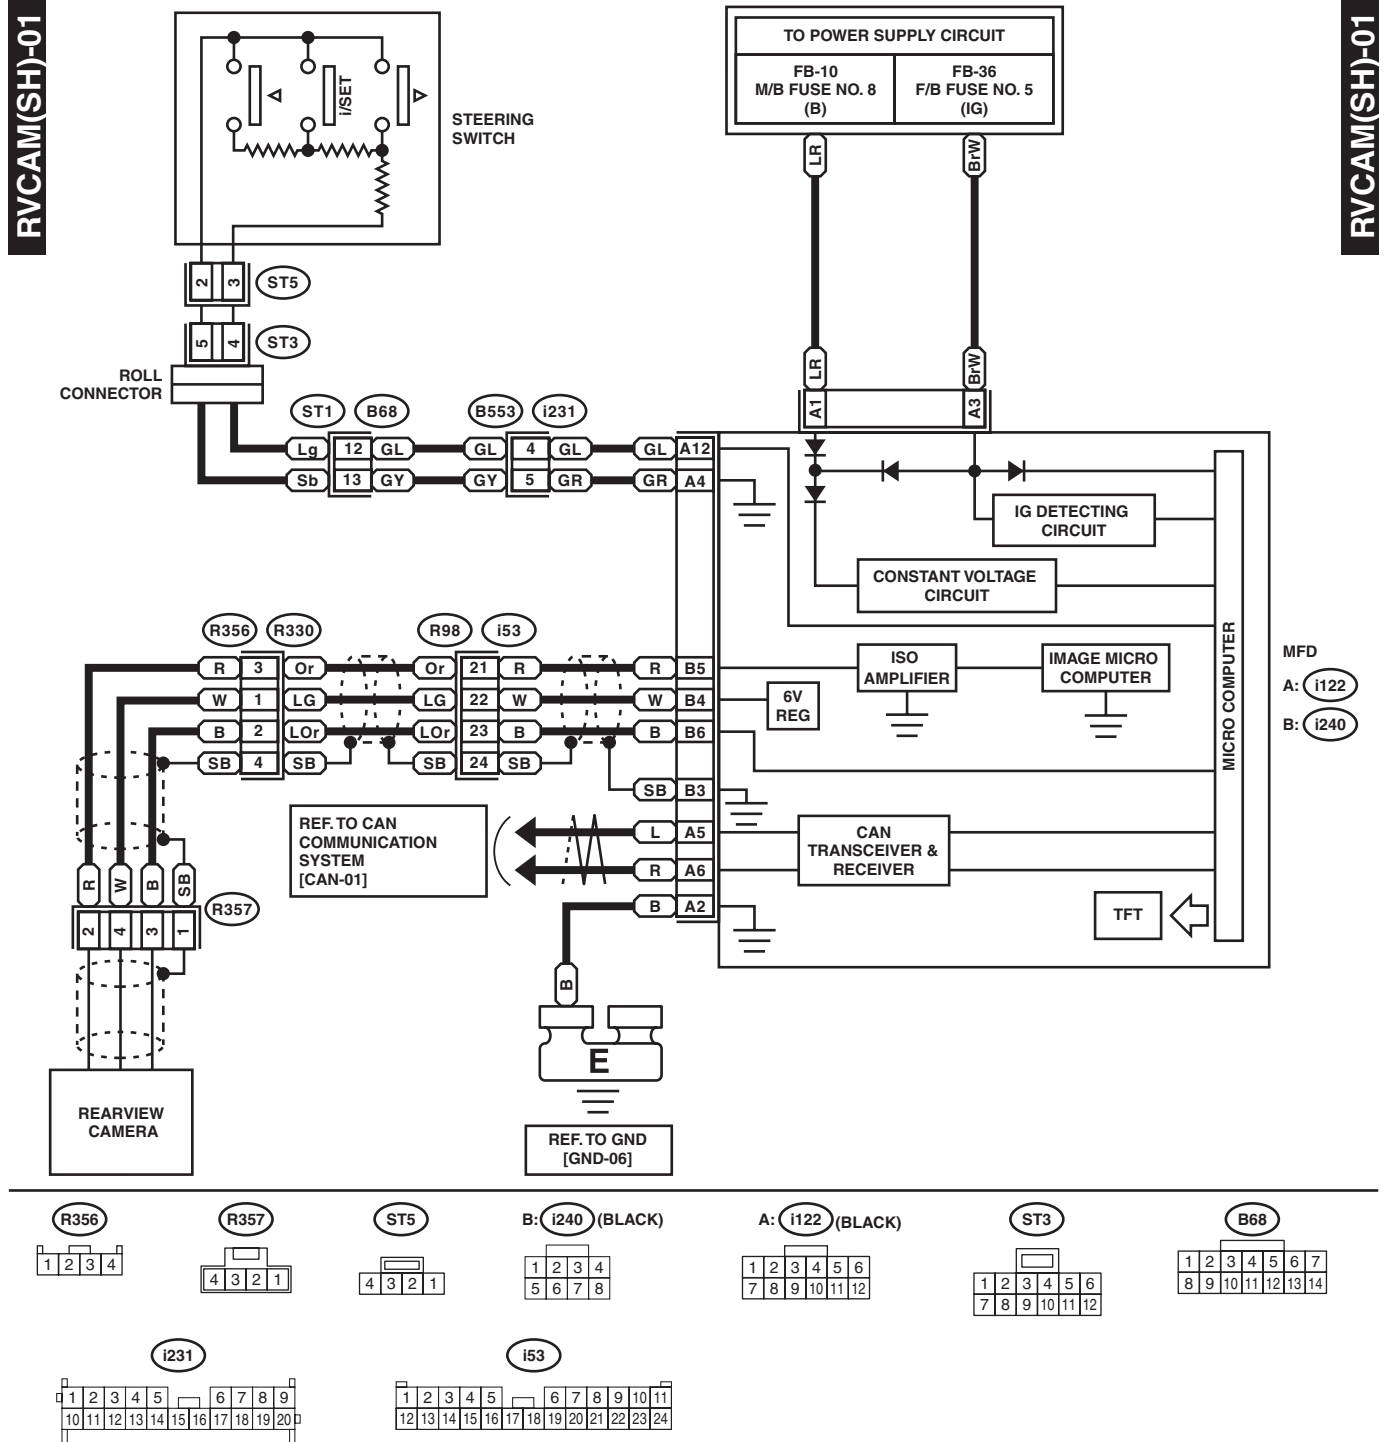 RVCAM(SH)-01
RVCAM(SH)-01
i/SET
STEERING
SWITCH
TO POWER SUPPLY CIRCUIT
FB-10
M/B FUSE NO. 8
(B)
FB-36
F/B FUSE NO. 5
(IG)
LR
BrW
2 3 ST5
5 4 ST3
ROLL
CONNECTOR
LR
BrW
A1
A3
ST1 B68 B553 i231
Lg 12 GL GL 4 GL GL A12
Sb 13 GY GY 5 GR GR A4
IG DETECTING
CIRCUIT
CONSTANT VOLTAGE
CIRCUIT
R356 R330 R98 i53
R 3 Or Or 21 R R B5
W 1 LG LG 22 W W B4
B 2 LOr LOr 23 B B B6
SB 4 SB SB 24 SB
SB B3
ISO
AMPLIFIER
IMAGE MICRO
COMPUTER
6V
REG
MICRO COMPUTER
MFD
A: i122
B: i240
REF. TO CAN
COMMUNICATION
SYSTEM
[CAN-01]
L A5
R A6
B A2
CAN
TRANSCEIVER &
RECEIVER
TFT
R W B SB
2 4 3 1 R357
B
E
REARVIEW
CAMERA
REF. TO GND
[GND-06]
R356
1 2 3 4
R357
4 3 2 1
ST5
4 3 2 1
B: i240 (BLACK)
1 2 3 4
5 6 7 8
A: i122 (BLACK)
1 2 3 4 5 6
7 8 9 10 11 12
ST3
1 2 3 4 5 6
7 8 9 10 11 12
B68
1 2 3 4 5 6 7
8 9 10 11 12 13 14
i231
1 2 3 4 5 6 7 8 9
10 11 12 13 14 15 16 17 18 19 20
i53
1 2 3 4 5 6 7 8 9 10 11
12 13 14 15 16 17 18 19 20 21 22 23 24